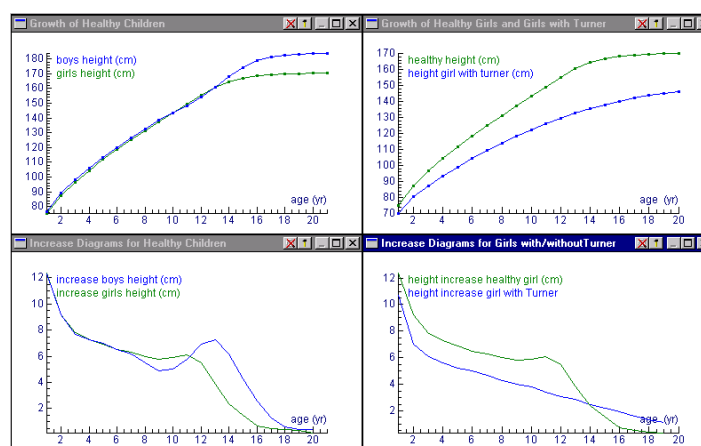 Growth of Healthy Children
boys height (cm)
girls height (cm)
180
170
160
150
140
130
120
110
100
90
80
age (yr)
2 4 6 8 10 12 14 16 18 20
Growth of Healthy Girls and Girls with Turner
healthy height (cm)
height girl with turner (cm)
170
160
150
140
130
120
110
100
90
80
70
age (yr)
2 4 6 8 10 12 14 16 18 20
Increase Diagrams for Healthy Children
increase boys height (cm)
increase girls height (cm)
12
10
8
6
4
2
age (yr)
2 4 6 8 10 12 14 16 18 20
Increase Diagrams for Girls with/withoutTurner
height increase healthy girl (cm)
height increase girl with Turner
12
10
8
6
4
2
age (yr)
2 4 6 8 10 12 14 16 18 20